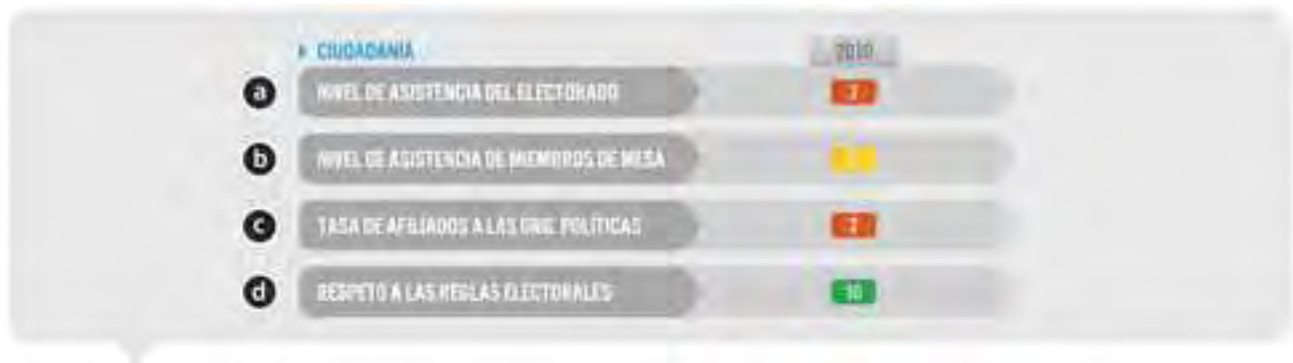 CIUDADANÍA
2010
a NIVEL DE ASISTENCIA DEL ELECTORADO
b NIVEL DE ASISTENCIA DE MIEMBROS DE MESA
c TASA DE AFILIADOS A LAS ORG. POLÍTICAS
d RESPETO A LAS REGLAS ELECTORALES 10